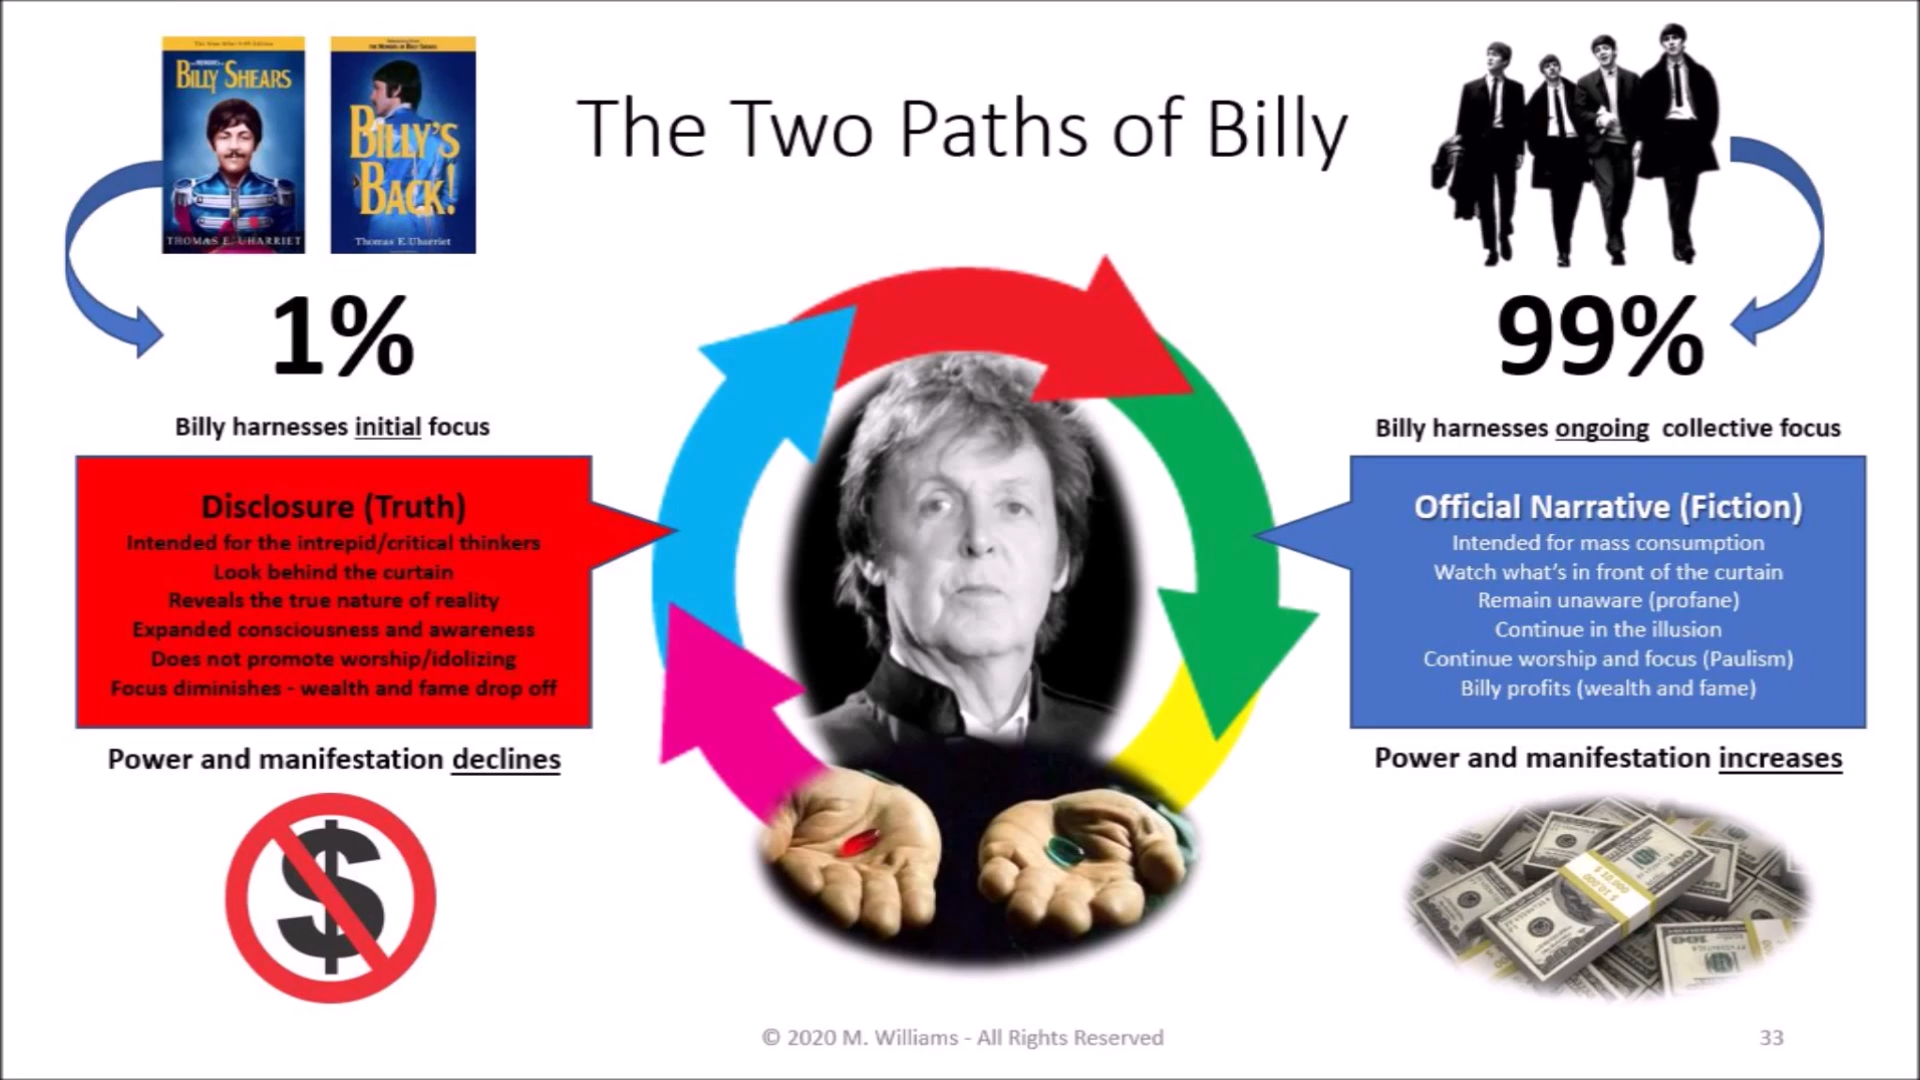 BILLY SHEARS
THOMAS E. UHARRIET
BILLY'S
BACK!
Thomas E Uharriet
The Two Paths of Billy
1%
99%
Billy harnesses initial focus
Billy harnesses ongoing collective focus
Disclosure (Truth)
Intended for the intrepid/critical thinkers
Look behind the curtain
Reveals the true nature of reality
Expanded consciousness and awareness
Does not promote worship/idolizing
Focus diminishes - wealth and fame drop off
Official Narrative (Fiction)
Intended for mass consumption
Watch what's in front of the curtain
Remain unaware (profane)
Continue in the illusion
Continue worship and focus (Paulism)
Billy profits (wealth and fame)
Power and manifestation declines
Power and manifestation increases
$
© 2020 M. Williams - All Rights Reserved
33